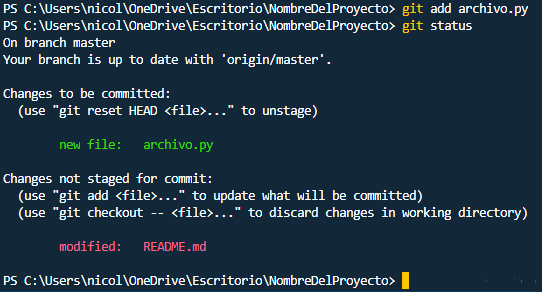 PS C:\Users\nicol\OneDrive\Escritorio\NombreDelProyecto> git add archivo.py
PS C:\Users\nicol\OneDrive\Escritorio\NombreDelProyecto> git status
On branch master
Your branch is up to date with 'origin/master'.
Changes to be committed:
(use "git reset HEAD <file>..." to unstage)
new file: archivo.py
Changes not staged for commit:
(use "git add <file>..." to update what will be committed)
(use "git checkout -- <file>..." to discard changes in working directory)
modified: README.md
PS C:\Users\nicol\OneDrive\Escritorio\NombreDelProyecto>